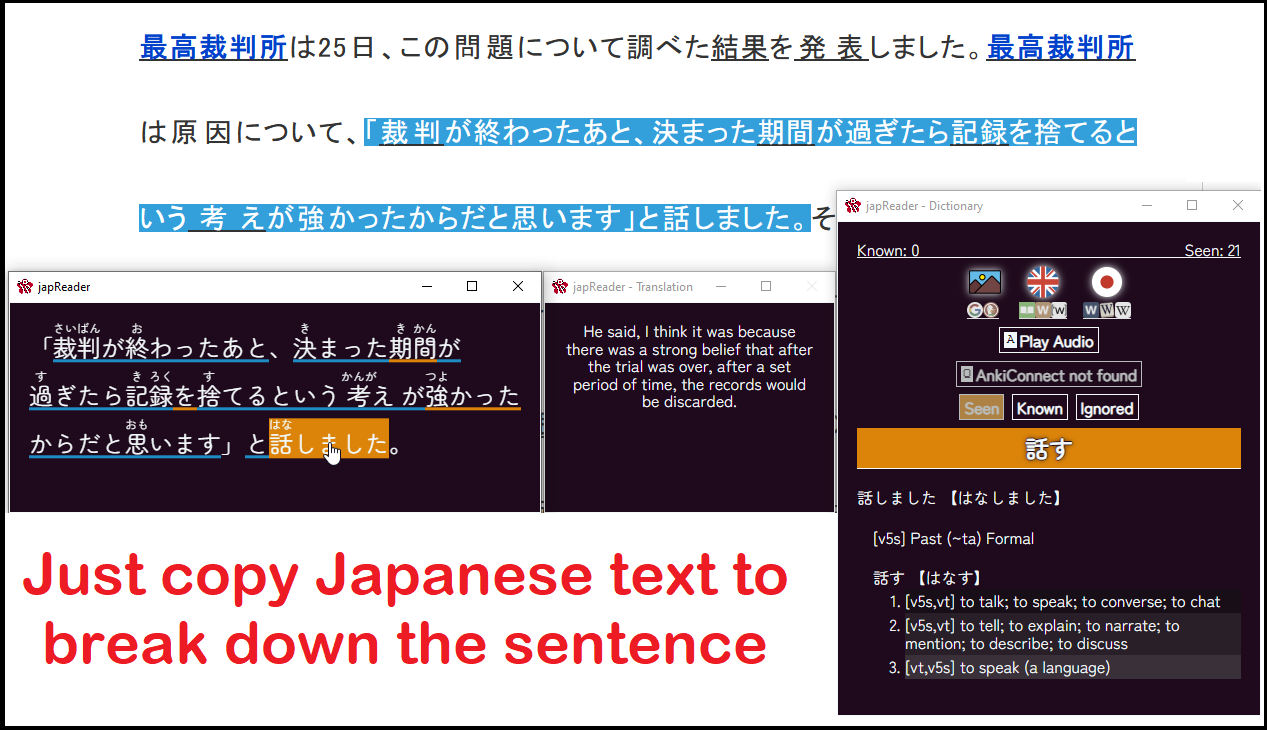 最高裁判所は25日、この問題について調べた結果を発表しました。最高裁判所
は原因について、「裁判が終わったあと、決まった期間が過ぎたら記録を捨てると
いう考えが強かったからだと思います」と話しました。そ
japReader
さいばん お き き かん
「裁判が終わったあと、決まった期間が
す き ろく す かんが つよ
過ぎたら記録を捨てるという考えが強かった
おも はな
からだと思います」と話しました。
japReader - Translation
He said, I think it was because
there was a strong belief that after
the trial was over, after a set
period of time, the records would
be discarded.
japReader - Dictionary
Known: 0 Seen: 21
G W W W W W
A Play Audio
Q AnkiConnect not found
Seen Known Ignored
話す
話しました 【はなしました】
[v5s] Past (~ta) Formal
話す 【はなす】
1. [v5s,vt] to talk; to speak; to converse; to chat
2. [v5s,vt] to tell; to explain; to narrate; to
mention; to describe; to discuss
3. [vt,v5s] to speak (a language)
Just copy Japanese text to
break down the sentence